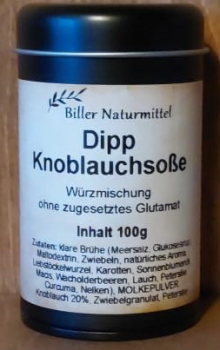 Biller Naturmittel
Dipp
Knoblauchsoße
Würzmischung
ohne zugesetztes Glutamat
Inhalt 100g
Zutaten: klare Brühe (Meersalz, Glukosesirup,
Maltodextrin, Zwiebeln, natürliches Aroma,
Liebstöckelwurzel, Karotten, Sonnenblumenöl,
Macis, Wacholderbeeren, Lauch, Petersilie,
Curcuma, Nelken), MOLKEPULVER
Knoblauch 20%, Zwiebelgranulat, Petersilie